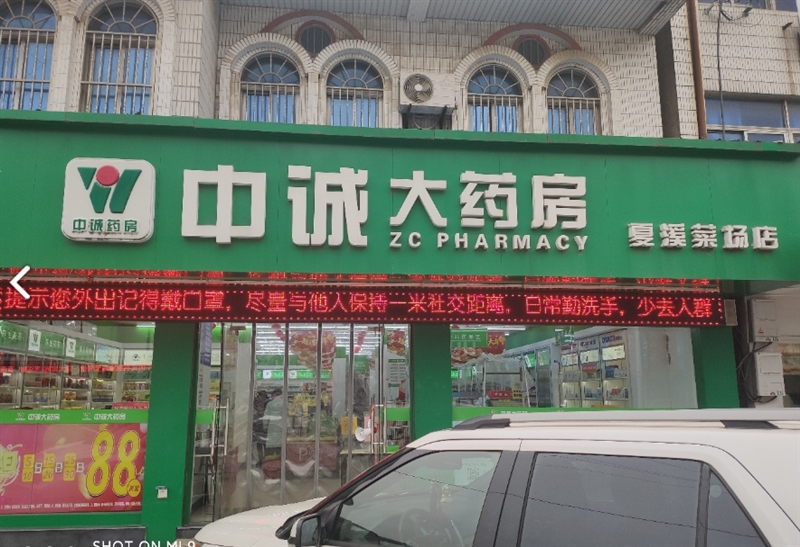 中诚药房
中诚大药房
ZC PHARMACY
夏溪菜场店
提示您外出记得戴口罩，尽量与他人保持一米社交距离，日常勤洗手，少去人群
中诚大药房 中诚大药房
88
SHOT ON MI 9